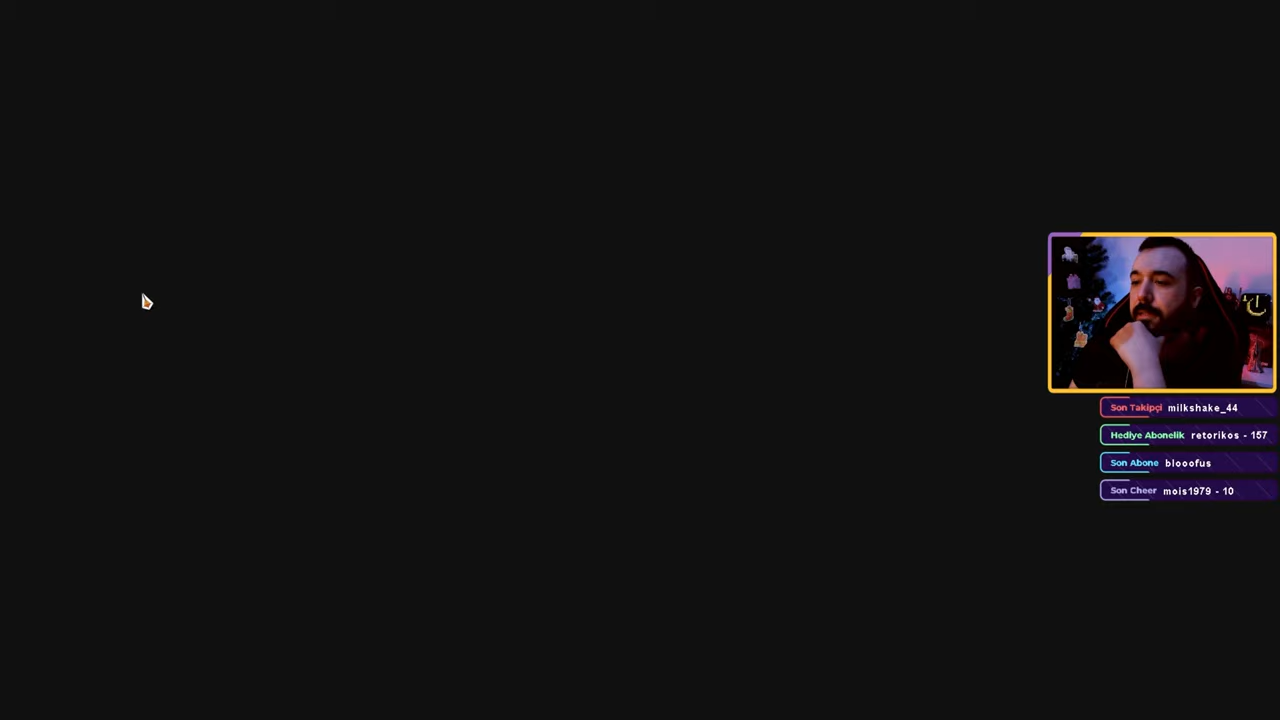 Son Takipçi milkshake_44
Hediye Abonelik retorikos - 157
Son Abone blooofus
Son Cheer mois1979 - 10